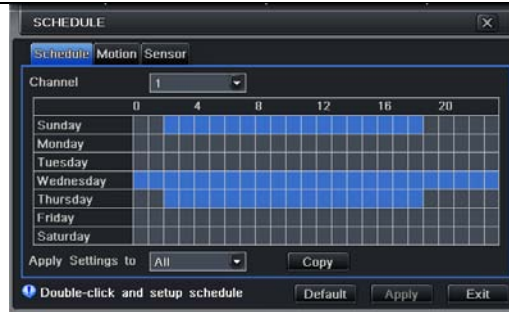 SCHEDULE
Schedule Motion Sensor
Channel 1
0 4 8 12 16 20
Sunday
Monday
Tuesday
Wednesday
Thursday
Friday
Saturday
Apply Settings to All Copy
Double-click and setup schedule Default Apply Exit